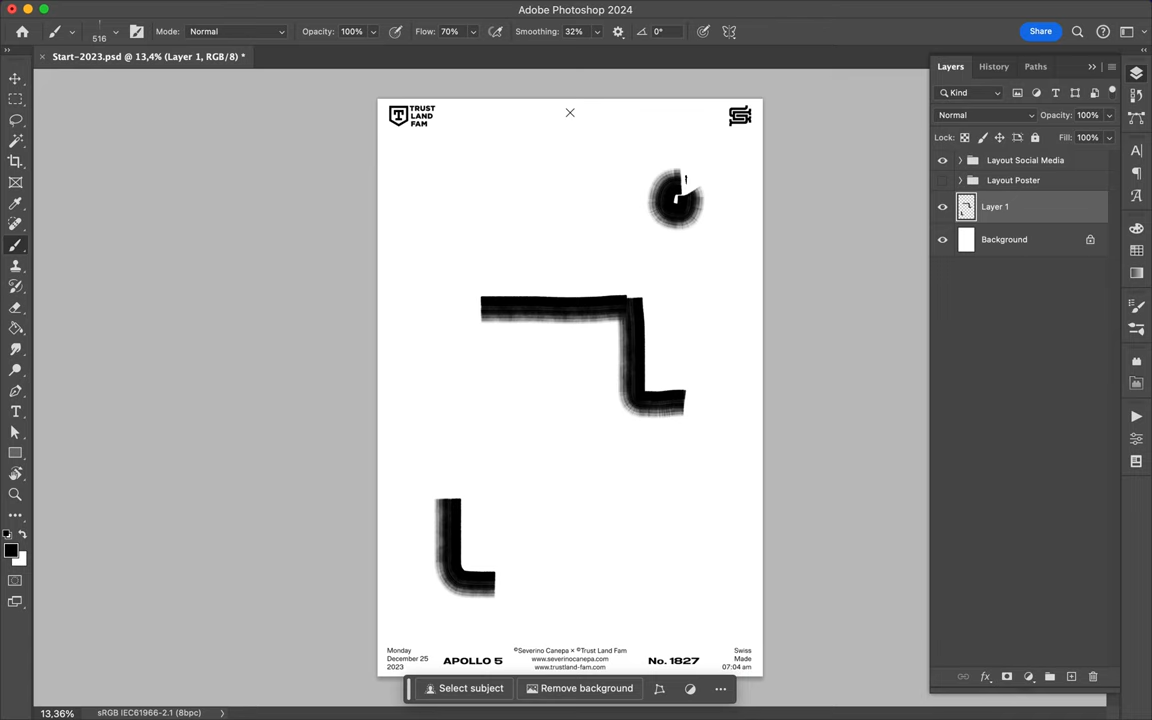 Adobe Photoshop 2024
516
Mode: Normal
Opacity: 100%
Flow: 70%
Smoothing: 32%
0°
Share
Start-2023.psd @ 13,4% (Layer 1, RGB/8) *
Layers
History
Paths
Kind
Normal
Opacity: 100%
Lock:
Fill: 100%
Layout Social Media
Layout Poster
Layer 1
Background
TRUST
LAND
FAM
Monday
December 25
2023
APOLLO 5
©Severino Canepa × ©Trust Land Fam
www.severinocanepa.com
www.trustland-fam.com
No. 1827
Swiss
Made
07:04 am
Select subject
Remove background
13,36%
sRGB IEC61966-2.1 (8bpc)